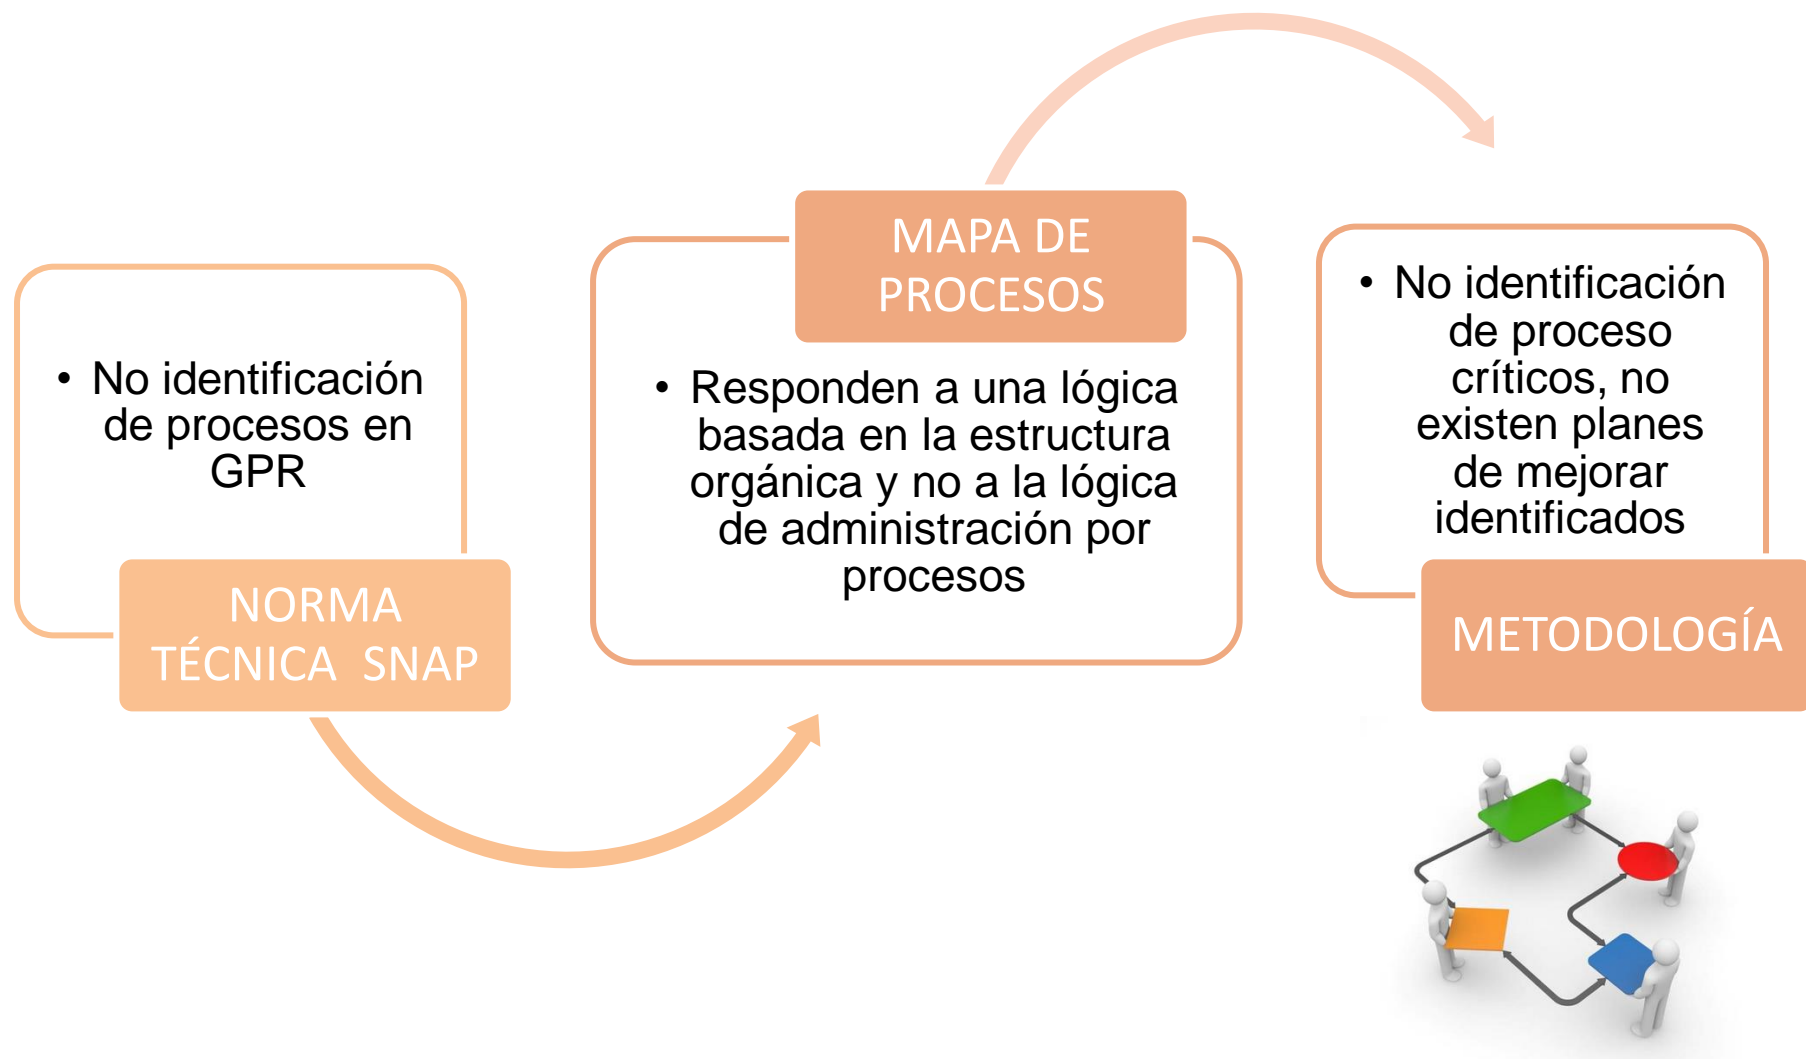 • No identificación
de procesos en
GPR
NORMA
TÉCNICA  SNAP
MAPA DE
PROCESOS
• Responden a una lógica
basada en la estructura
orgánica y no a la lógica
de administración por
procesos
• No identificación
de proceso
críticos, no
existen planes
de mejorar
identificados
METODOLOGÍA